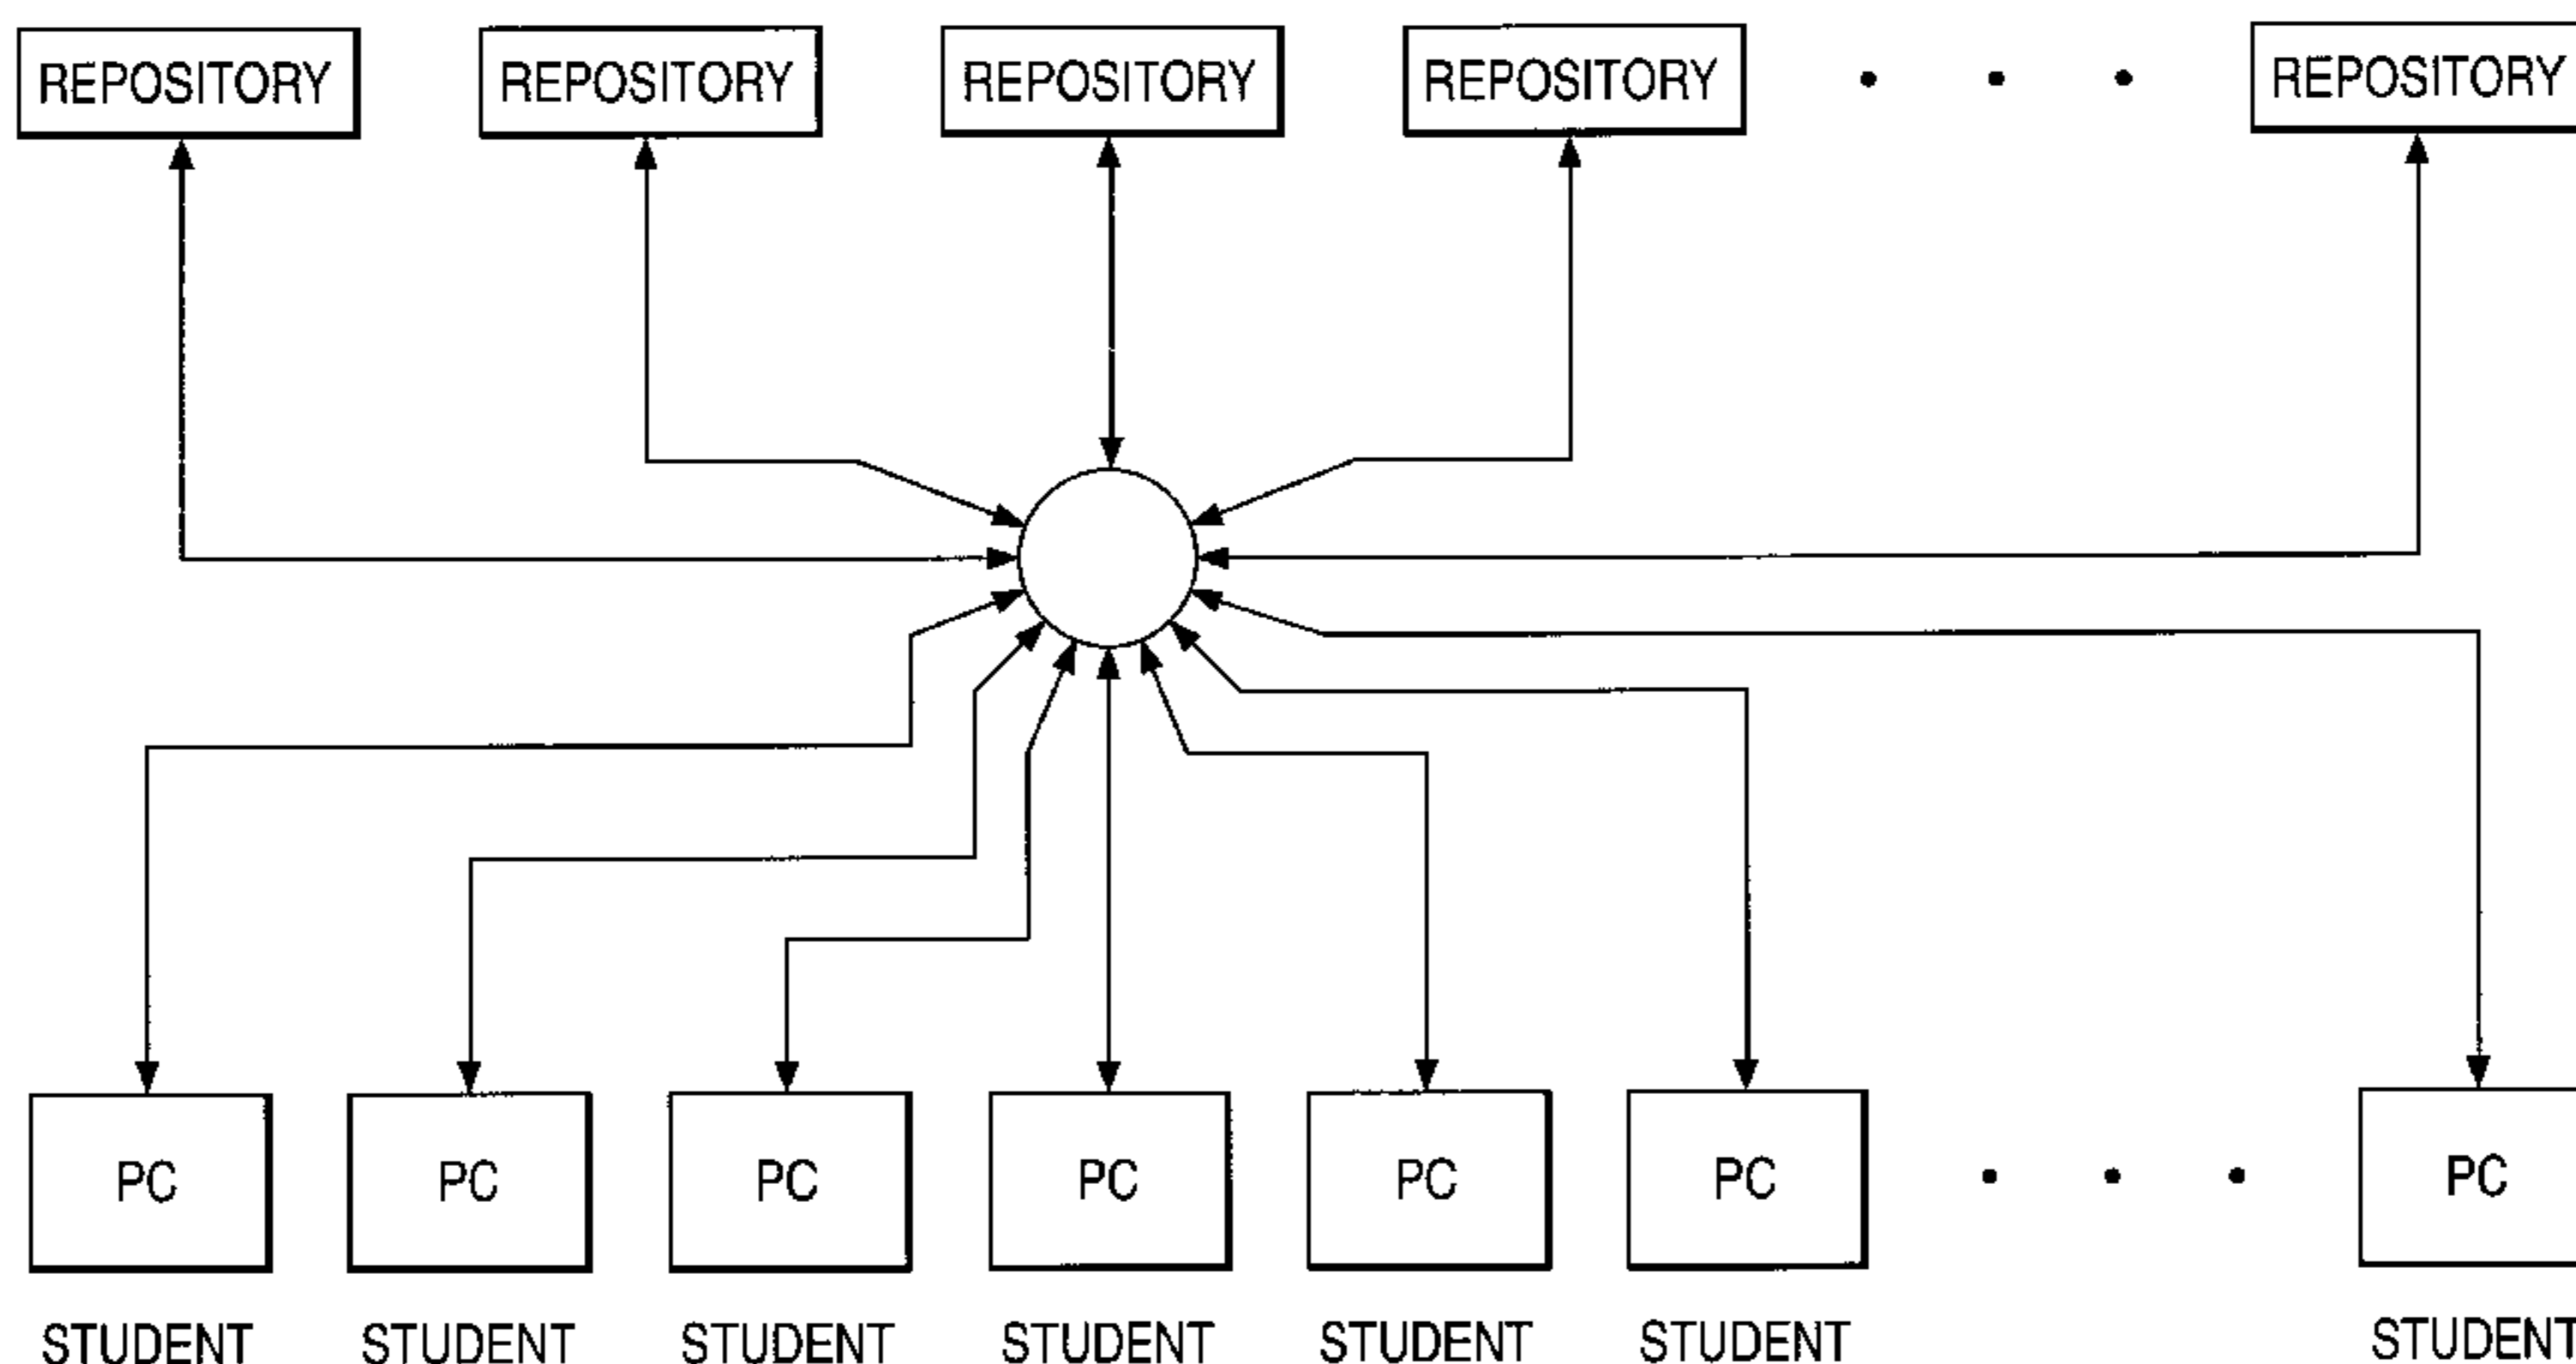 REPOSITORY REPOSITORY REPOSITORY REPOSITORY • • • REPOSITORY
PC PC PC PC PC PC • • • PC
STUDENT STUDENT STUDENT STUDENT STUDENT STUDENT STUDENT